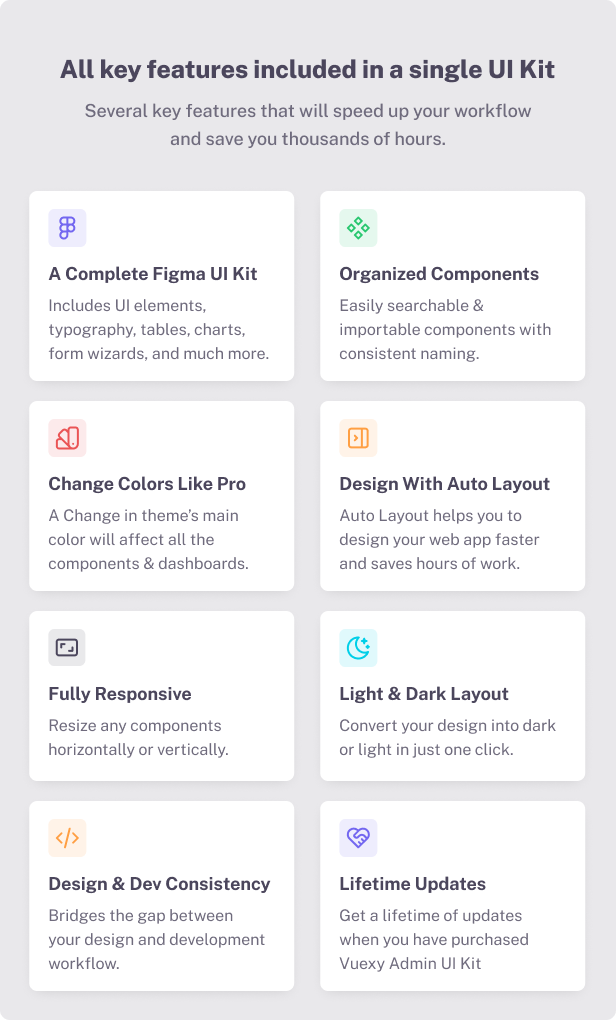 All key features included in a single UI Kit
Several key features that will speed up your workflow
and save you thousands of hours.
A Complete Figma UI Kit
Includes UI elements,
typography, tables, charts,
form wizards, and much more.
Organized Components
Easily searchable &
importable components with
consistent naming.
Change Colors Like Pro
A Change in theme’s main
color will affect all the
components & dashboards.
Design With Auto Layout
Auto Layout helps you to
design your web app faster
and saves hours of work.
Fully Responsive
Resize any components
horizontally or vertically.
Light & Dark Layout
Convert your design into dark
or light in just one click.
Design & Dev Consistency
Bridges the gap between
your design and development
workflow.
Lifetime Updates
Get a lifetime of updates
when you have purchased
Vuexy Admin UI Kit